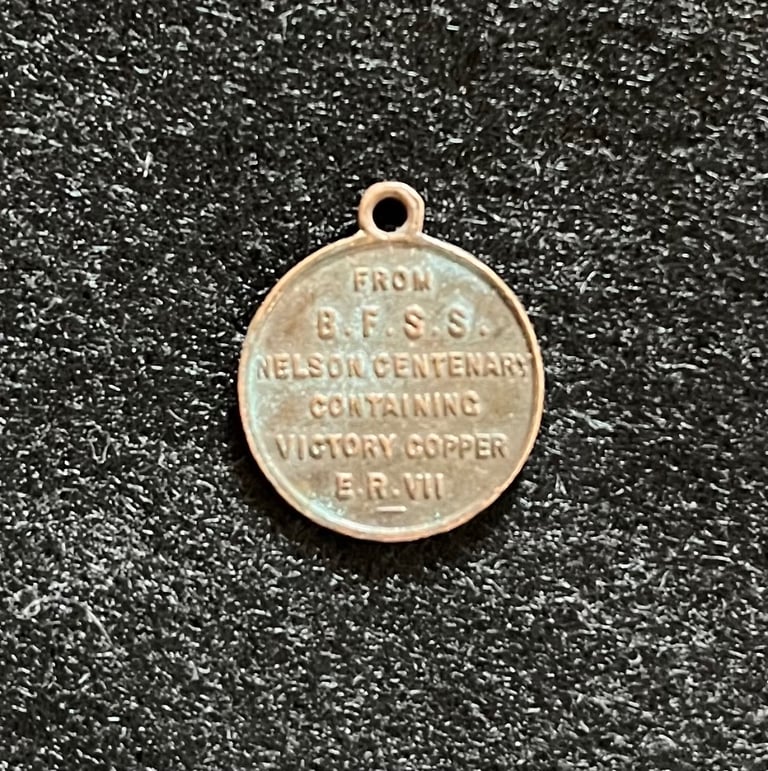 FROM
B.F.S.S.
NELSON CENTENARY
CONTAINING
VICTORY COPPER
E.R.VII